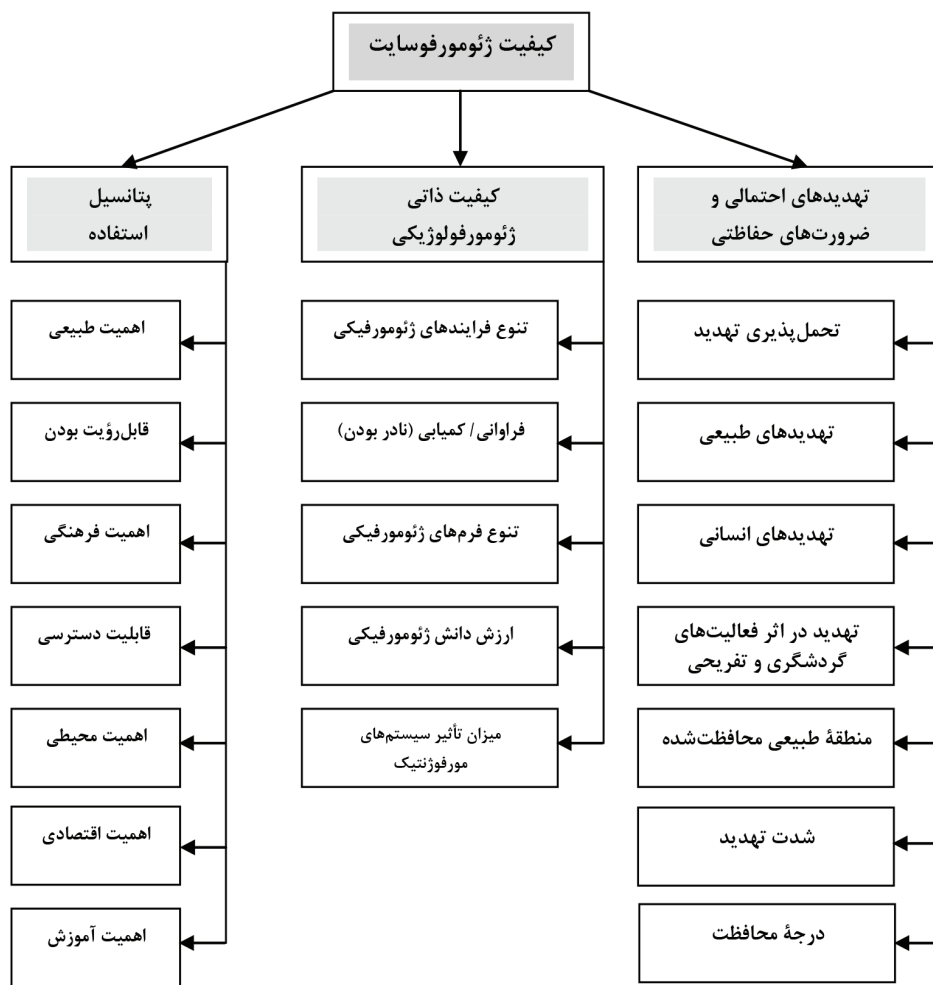 کیفیت ژئومورفوسایت
تهدیدهای احتمالی و
ضرورت‌های حفاظتی
تحمل‌پذیری تهدید
تهدیدهای طبیعی
تهدیدهای انسانی
تهدید در اثر فعالیت‌های
گردشگری و تفریحی
منطقهٔ طبیعی محافظت‌شده
شدت تهدید
درجهٔ محافظت
کیفیت ذاتی
ژئومورفولوژیکی
تنوع فرایندهای ژئومورفیکی
فراوانی/ کمیابی (نادر بودن)
تنوع فرم‌های ژئومورفیکی
ارزش دانش ژئومورفیکی
میزان تأثیر سیستم‌های
مورفوژنتیک
پتانسیل
استفاده
اهمیت طبیعی
قابل‌رؤیت بودن
اهمیت فرهنگی
قابلیت دسترسی
اهمیت محیطی
اهمیت اقتصادی
اهمیت آموزش